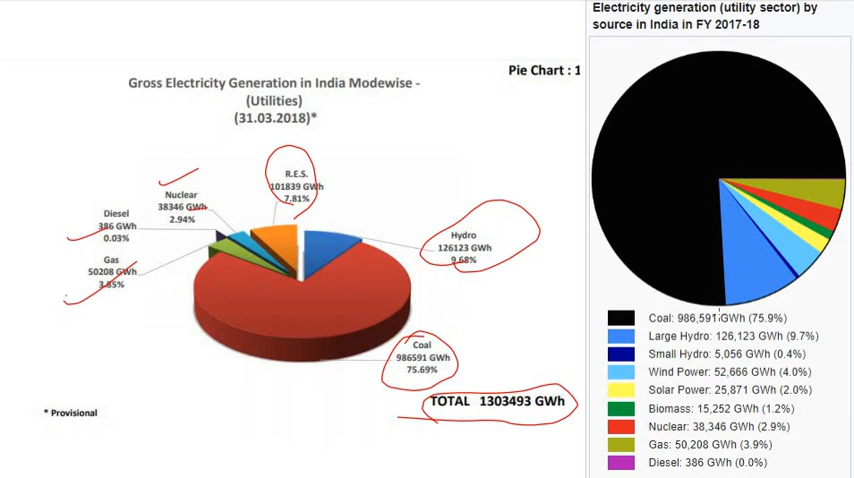 Pie Chart : 1
Gross Electricity Generation in India Modewise -
(Utilities)
(31.03.2018)*
R.E.S.
101839 GWh
7.81%
Nuclear
38346 GWh
2.94%
Diesel
386 GWh
0.03%
Gas
50208 GWh
3.85%
Hydro
126123 GWh
9.68%
Coal
986591 GWh
75.69%
TOTAL 1303493 GWh
* Provisional
Electricity generation (utility sector) by
source in India in FY 2017-18
Coal: 986,591 GWh (75.9%)
Large Hydro: 126,123 GWh (9.7%)
Small Hydro: 5,056 GWh (0.4%)
Wind Power: 52,666 GWh (4.0%)
Solar Power: 25,871 GWh (2.0%)
Biomass: 15,252 GWh (1.2%)
Nuclear: 38,346 GWh (2.9%)
Gas: 50,208 GWh (3.9%)
Diesel: 386 GWh (0.0%)